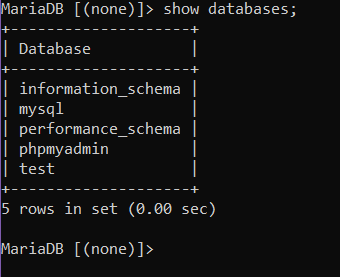 MariaDB [(none)]> show databases;
+--------------------+
| Database           |
+--------------------+
| information_schema |
| mysql              |
| performance_schema |
| phpmyadmin         |
| test               |
+--------------------+
5 rows in set (0.00 sec)
MariaDB [(none)]>